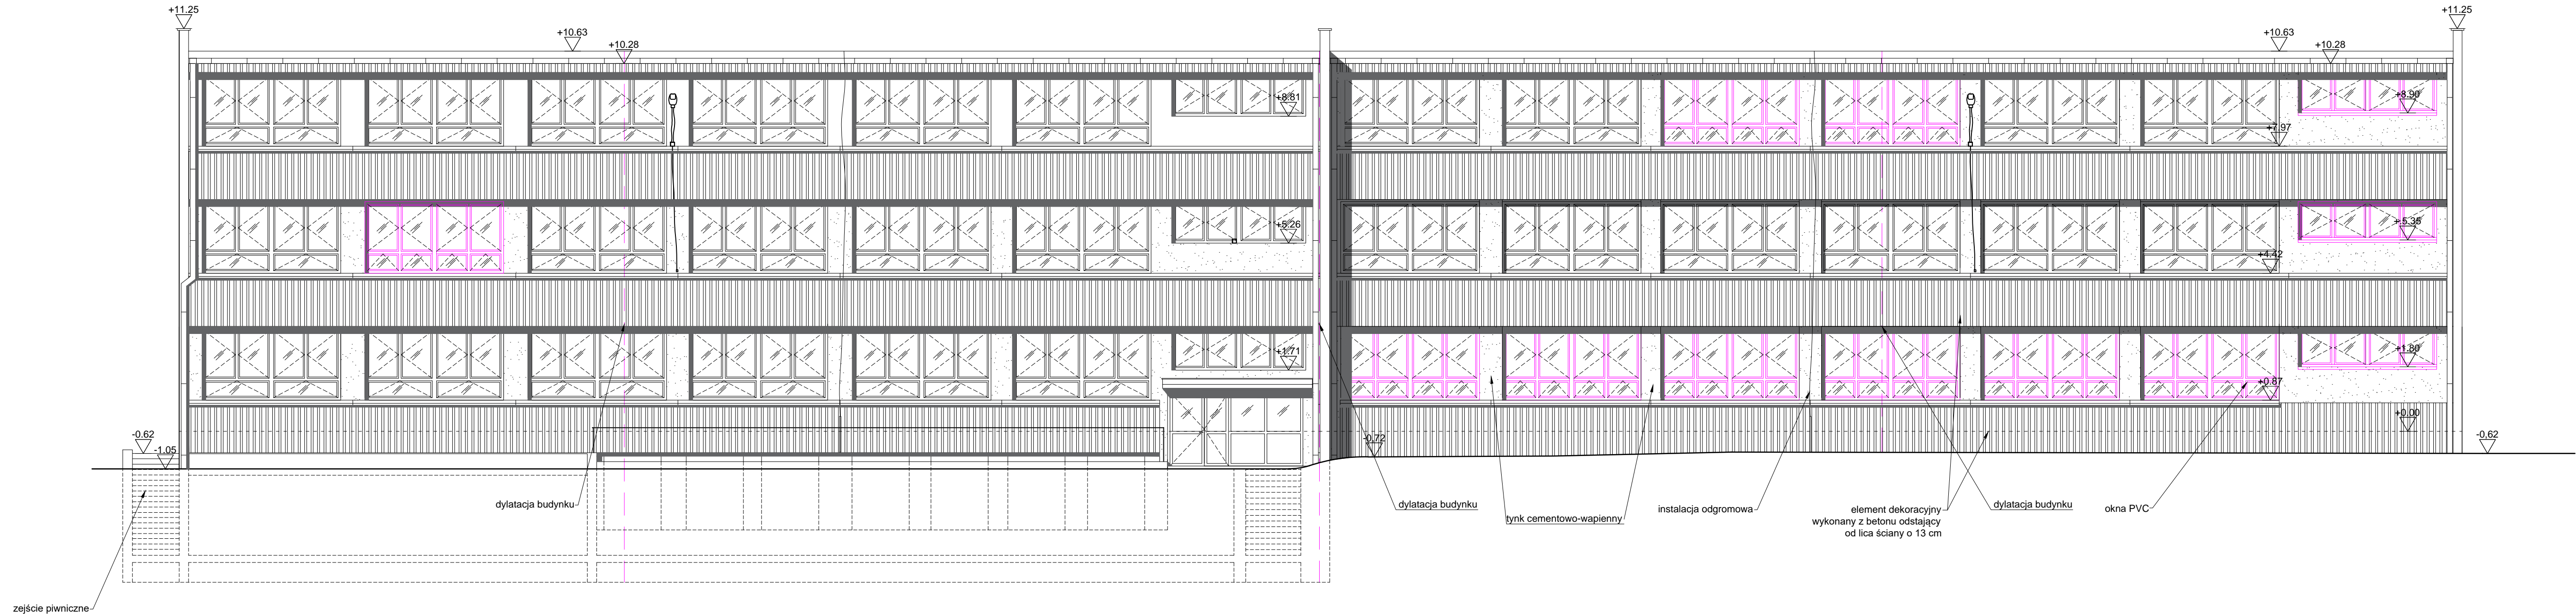 +11.25
+11.25
+10.63
+10.63
+10.28
+10.28
+8.81
+8.90
+7.97
+5.26
+5.35
+4.42
+1.71
+1.80
+0.87
+0.00
-0.62
-1.05
-0.72
-0.62
dylatacja budynku
dylatacja budynku
tynk cementowo-wapienny
instalacja odgromowa
element dekoracyjny
wykonany z betonu odstający
od lica ściany o 13 cm
dylatacja budynku
okna PVC
zejście piwniczne